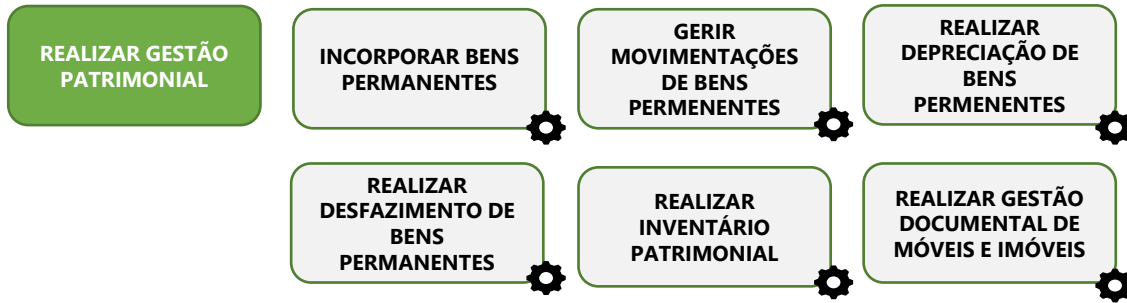 REALIZAR GESTÃO
PATRIMONIAL
INCORPORAR BENS
PERMANENTES
GERIR
MOVIMENTAÇÕES
DE BENS
PERMENENTES
REALIZAR
DEPRECIAÇÃO DE
BENS
PERMENENTES
REALIZAR
DESFAZIMENTO DE
BENS
PERMANENTES
REALIZAR
INVENTÁRIO
PATRIMONIAL
REALIZAR GESTÃO
DOCUMENTAL DE
MÓVEIS E IMÓVEIS